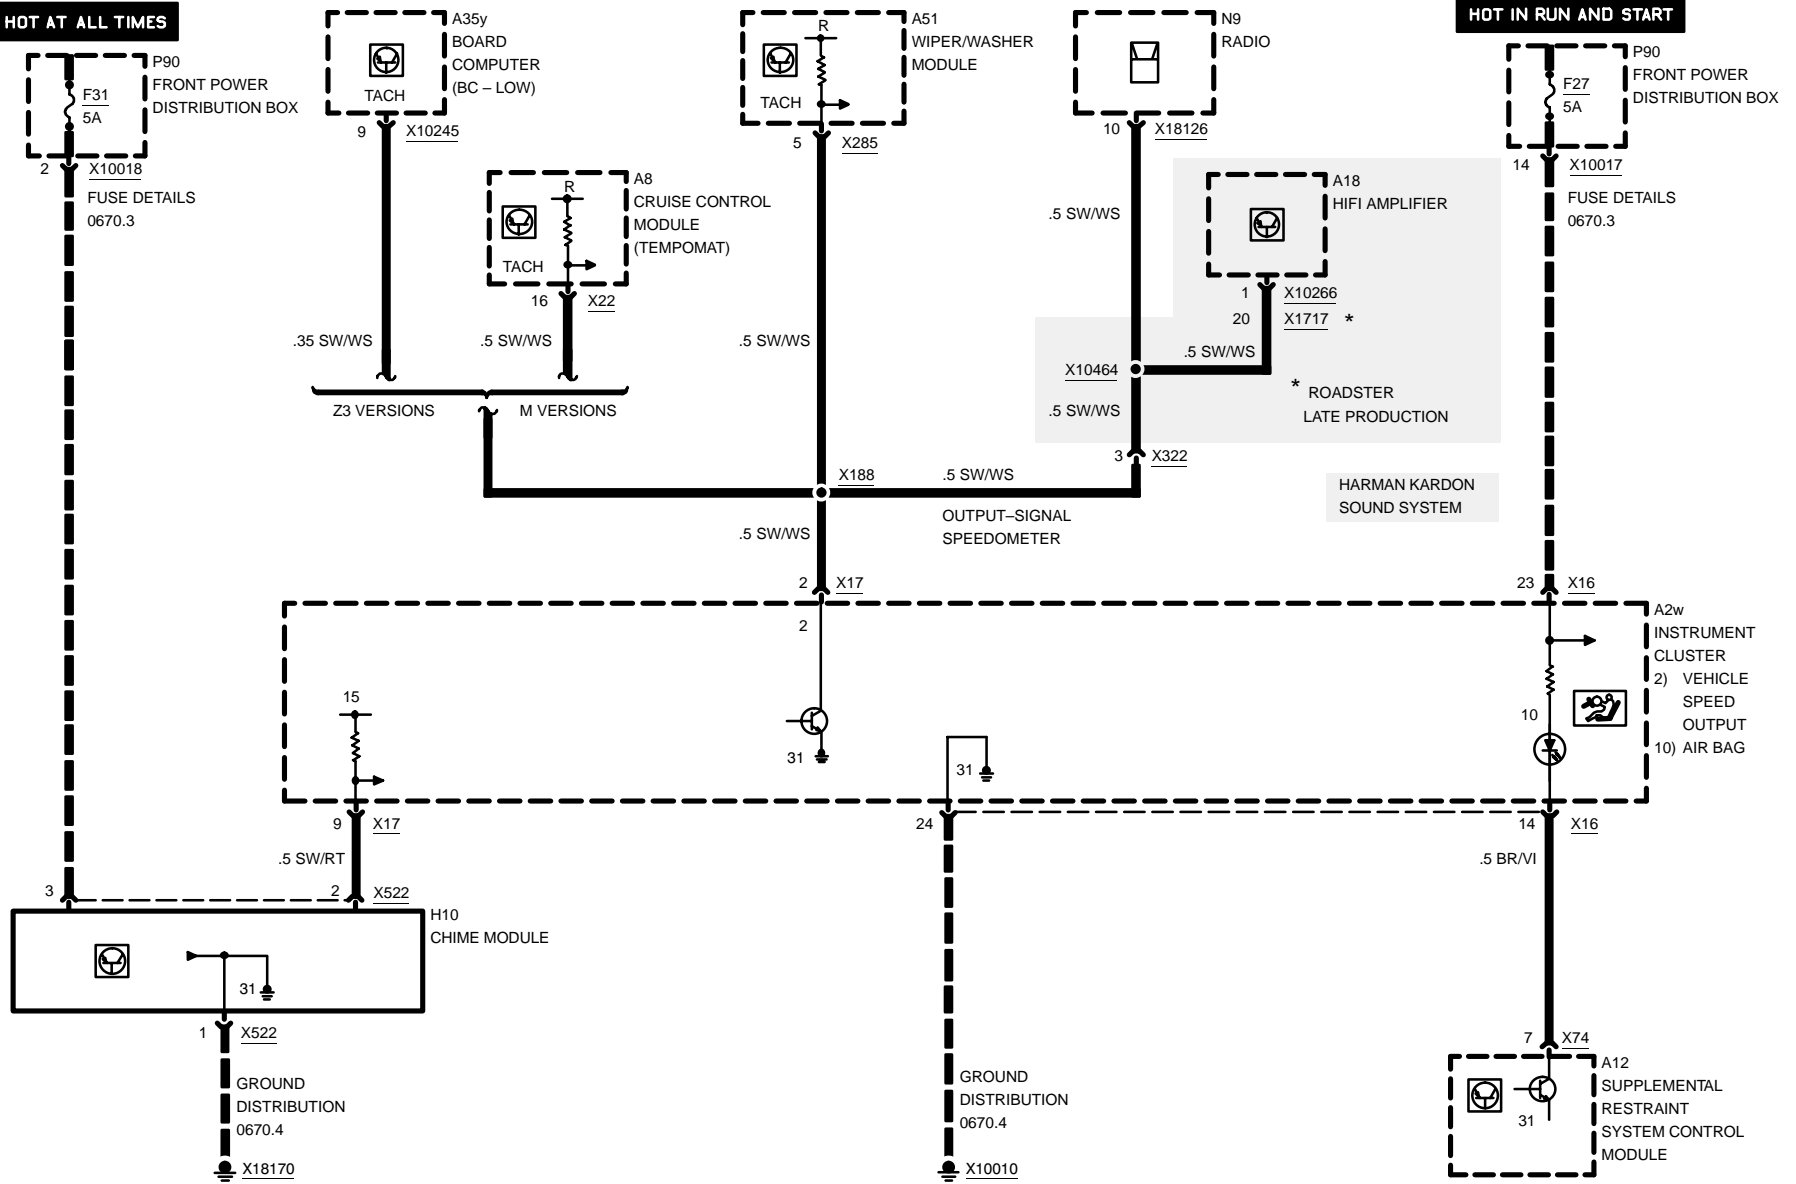 HOT AT ALL TIMES
P90
FRONT POWER
DISTRIBUTION BOX
F31
5A
2 X10018
FUSE DETAILS
0670.3
A35y
BOARD
COMPUTER
(BC – LOW)
TACH
9 X10245
.35 SW/WS
A8
CRUISE CONTROL
MODULE
(TEMPOMAT)
R
TACH
16 X22
.5 SW/WS
Z3 VERSIONS
M VERSIONS
A51
WIPER/WASHER
MODULE
R
TACH
5 X285
.5 SW/WS
N9
RADIO
10 X18126
.5 SW/WS
A18
HIFI AMPLIFIER
1 X10266
20 X1717 *
.5 SW/WS
X10464
.5 SW/WS
* ROADSTER
LATE PRODUCTION
3 X322
HARMAN KARDON
SOUND SYSTEM
HOT IN RUN AND START
P90
FRONT POWER
DISTRIBUTION BOX
F27
5A
14 X10017
FUSE DETAILS
0670.3
X188
.5 SW/WS
OUTPUT–SIGNAL
SPEEDOMETER
.5 SW/WS
2 X17
23 X16
A2w
INSTRUMENT
CLUSTER
2) VEHICLE
SPEED
OUTPUT
10) AIR BAG
2
31
15
31
10
9 X17
.5 SW/RT
24
14 X16
.5 BR/VI
3
2 X522
H10
CHIME MODULE
31
1 X522
GROUND
DISTRIBUTION
0670.4
X18170
GROUND
DISTRIBUTION
0670.4
X10010
7 X74
A12
SUPPLEMENTAL
RESTRAINT
SYSTEM CONTROL
MODULE
31